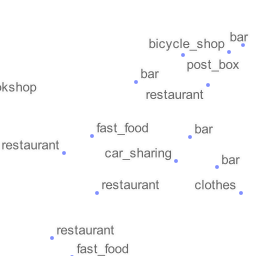 bar
bicycle_shop
post_box
bar
okshop
restaurant
fast_food
bar
restaurant
car_sharing
bar
restaurant
clothes
restaurant
fast_food